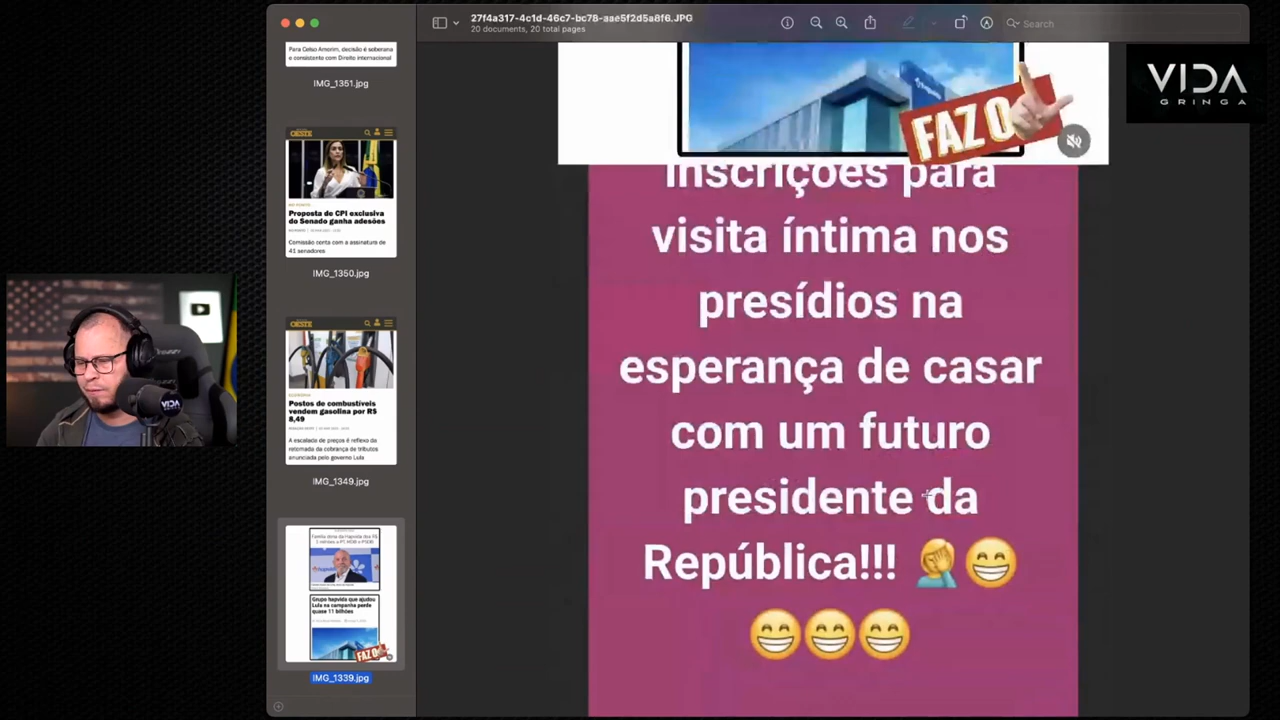 27f4a317-4c1d-46c7-bc78-aae5f2d5a8f6.JPG
20 documents, 20 total pages
Search
VIDA
GRINGA
Para Celso Amorim, decisão é soberana
e consistente com Direito internacional
IMG_1351.jpg
OESTE
Proposta de CPI exclusiva
do Senado ganha adesões
Comissão conta com a assinatura de
41 senadores
IMG_1350.jpg
OESTE
Postos de combustíveis
vendem gasolina por R$
8,49
A escalada de preços é reflexo da
retomada da cobrança de tributos
anunciada pelo governo Lula
IMG_1349.jpg
Grupo hapvida que ajudou
Lula na campanha perde
quase 11 bilhões
FAZ O
IMG_1339.jpg
FAZ O
Inscrições para
visita íntima nos
presídios na
esperança de casar
com um futuro
presidente da
República!!! 🤦😁
😁😁😁
VIDA